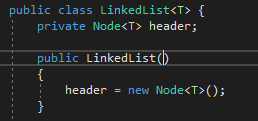 public class LinkedList<T> {
private Node<T> header;
public LinkedList()
{
header = new Node<T>();
}